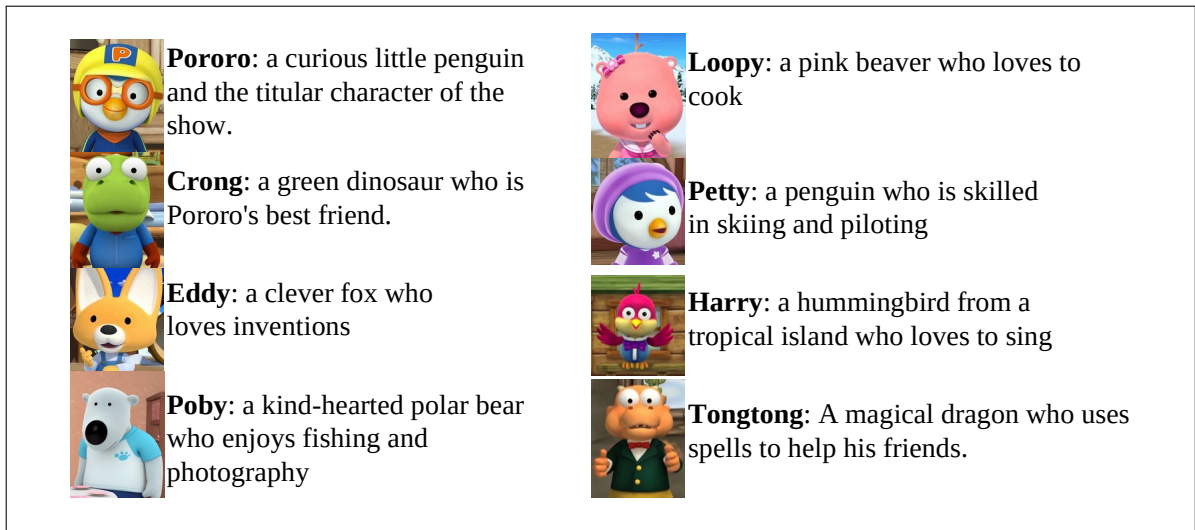 P
Pororo: a curious little penguin
and the titular character of the
show.
Crong: a green dinosaur who is
Pororo's best friend.
Eddy: a clever fox who
loves inventions
Poby: a kind-hearted polar bear
who enjoys fishing and
photography
Loopy: a pink beaver who loves to
cook
Petty: a penguin who is skilled
in skiing and piloting
Harry: a hummingbird from a
tropical island who loves to sing
Tongtong: A magical dragon who uses
spells to help his friends.